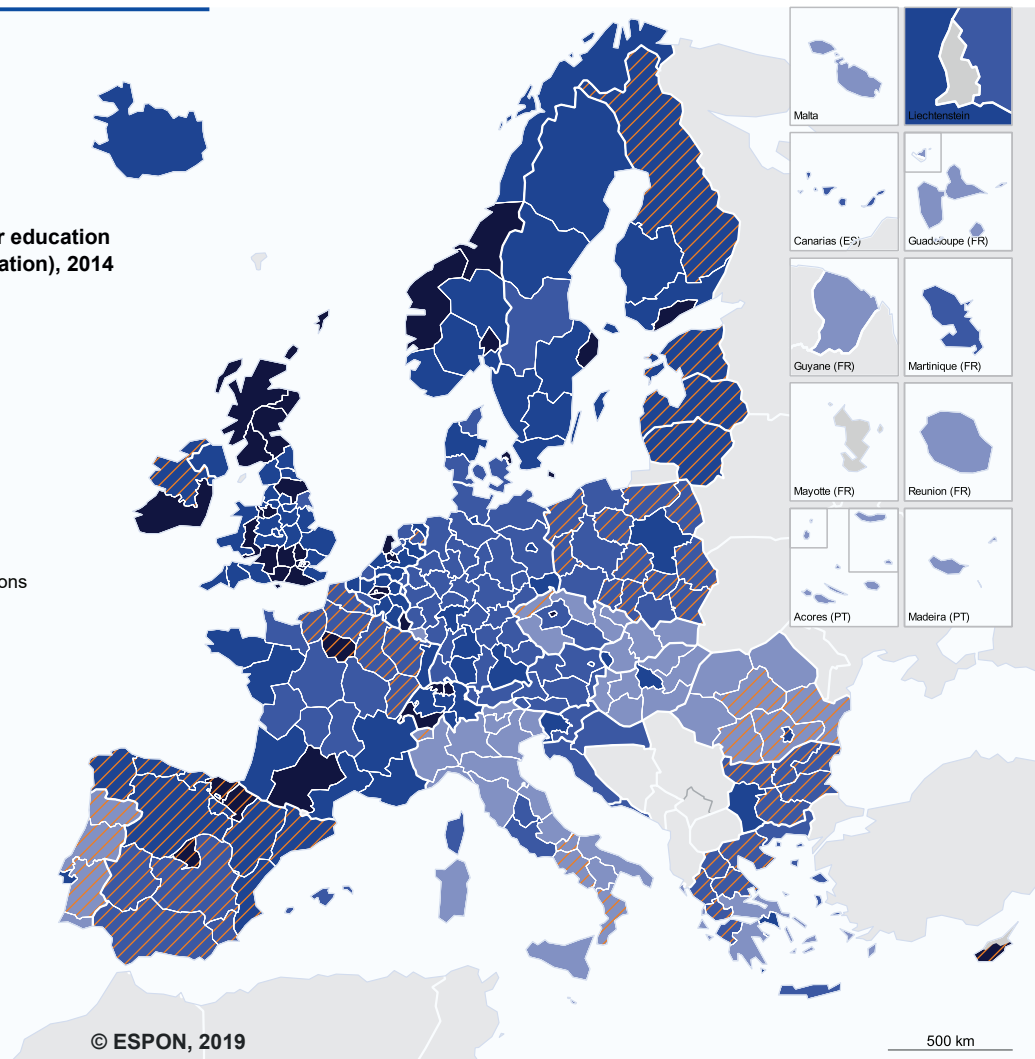 r education
ation), 2014
ons
Malta
Liechtenstein
Canarias (ES)
Guadeloupe (FR)
Guyane (FR)
Martinique (FR)
Mayotte (FR)
Reunion (FR)
Acores (PT)
Madeira (PT)
© ESPON, 2019
500 km